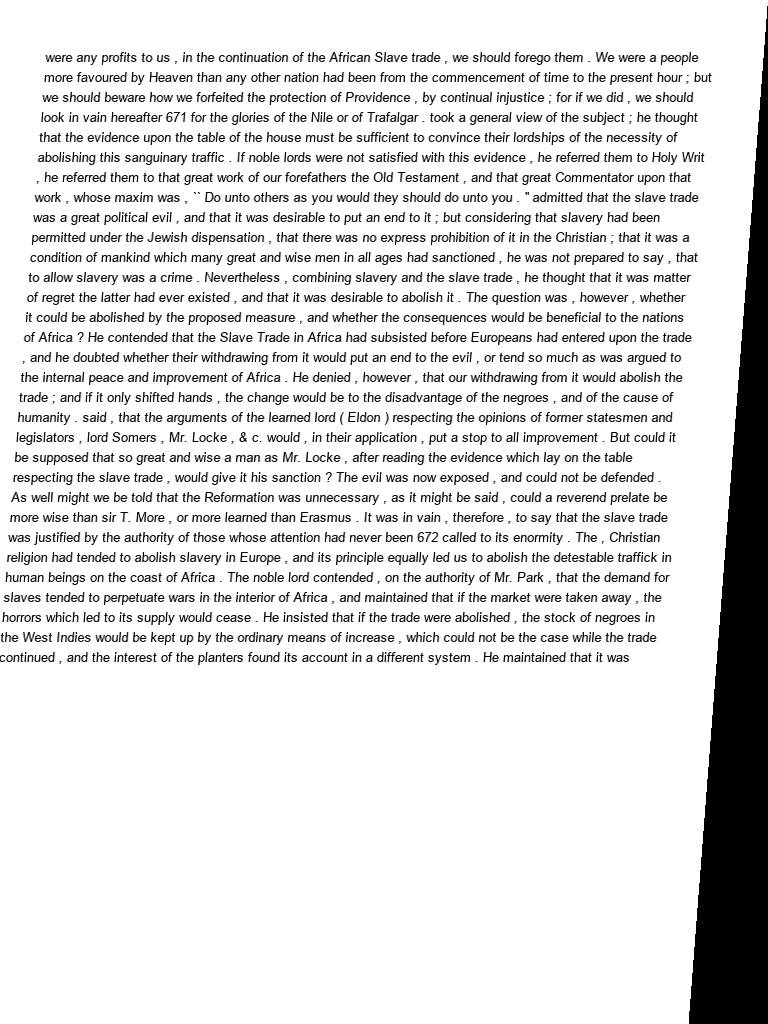 were any profits to us , in the continuation of the African Slave trade , we should forego them . We were a people
more favoured by Heaven than any other nation had been from the commencement of time to the present hour ; but
we should beware how we forfeited the protection of Providence , by continual injustice ; for if we did , we should
look in vain hereafter 671 for the glories of the Nile or of Trafalgar . took a general view of the subject ; he thought
that the evidence upon the table of the house must be sufficient to convince their lordships of the necessity of
abolishing this sanguinary traffic . If noble lords were not satisfied with this evidence , he referred them to Holy Writ
, he referred them to that great work of our forefathers the Old Testament , and that great Commentator upon that
work , whose maxim was , `` Do unto others as you would they should do unto you . " admitted that the slave trade
was a great political evil , and that it was desirable to put an end to it ; but considering that slavery had been
permitted under the Jewish dispensation , that there was no express prohibition of it in the Christian ; that it was a
condition of mankind which many great and wise men in all ages had sanctioned , he was not prepared to say , that
to allow slavery was a crime . Nevertheless , combining slavery and the slave trade , he thought that it was matter
of regret the latter had ever existed , and that it was desirable to abolish it . The question was , however , whether
it could be abolished by the proposed measure , and whether the consequences would be beneficial to the nations
of Africa ? He contended that the Slave Trade in Africa had subsisted before Europeans had entered upon the trade
, and he doubted whether their withdrawing from it would put an end to the evil , or tend so much as was argued to
the internal peace and improvement of Africa . He denied , however , that our withdrawing from it would abolish the
trade ; and if it only shifted hands , the change would be to the disadvantage of the negroes , and of the cause of
humanity . said , that the arguments of the learned lord ( Eldon ) respecting the opinions of former statesmen and
legislators , lord Somers , Mr. Locke , & c. would , in their application , put a stop to all improvement . But could it
be supposed that so great and wise a man as Mr. Locke , after reading the evidence which lay on the table
respecting the slave trade , would give it his sanction ? The evil was now exposed , and could not be defended .
As well might we be told that the Reformation was unnecessary , as it might be said , could a reverend prelate be
more wise than sir T. More , or more learned than Erasmus . It was in vain , therefore , to say that the slave trade
was justified by the authority of those whose attention had never been 672 called to its enormity . The , Christian
religion had tended to abolish slavery in Europe , and its principle equally led us to abolish the detestable traffick in
human beings on the coast of Africa . The noble lord contended , on the authority of Mr. Park , that the demand for
slaves tended to perpetuate wars in the interior of Africa , and maintained that if the market were taken away , the
horrors which led to its supply would cease . He insisted that if the trade were abolished , the stock of negroes in
the West Indies would be kept up by the ordinary means of increase , which could not be the case while the trade
continued , and the interest of the planters found its account in a different system . He maintained that it was